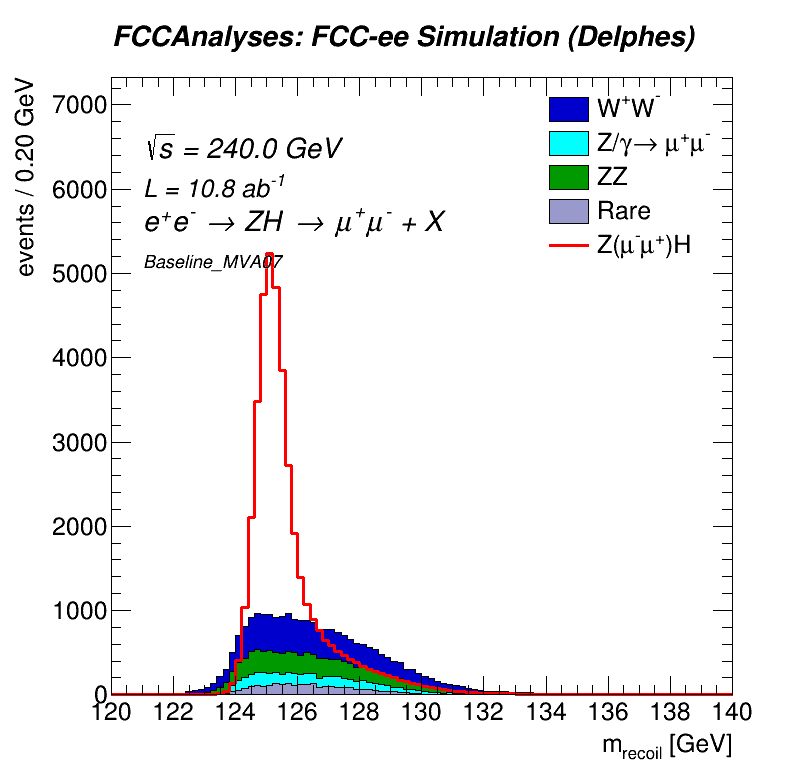 FCCAnalyses: FCC-ee Simulation (Delphes)
events / 0.20 GeV
7000
6000
5000
4000
3000
2000
1000
0
√s = 240.0 GeV
L = 10.8 ab⁻¹
e⁺e⁻ → ZH → μ⁺μ⁻ + X
Baseline_MVA07
W⁺W⁻
Z/γ→ μ⁺μ⁻
ZZ
Rare
Z(μ⁻μ⁺)H
120 122 124 126 128 130 132 134 136 138 140
m_recoil [GeV]